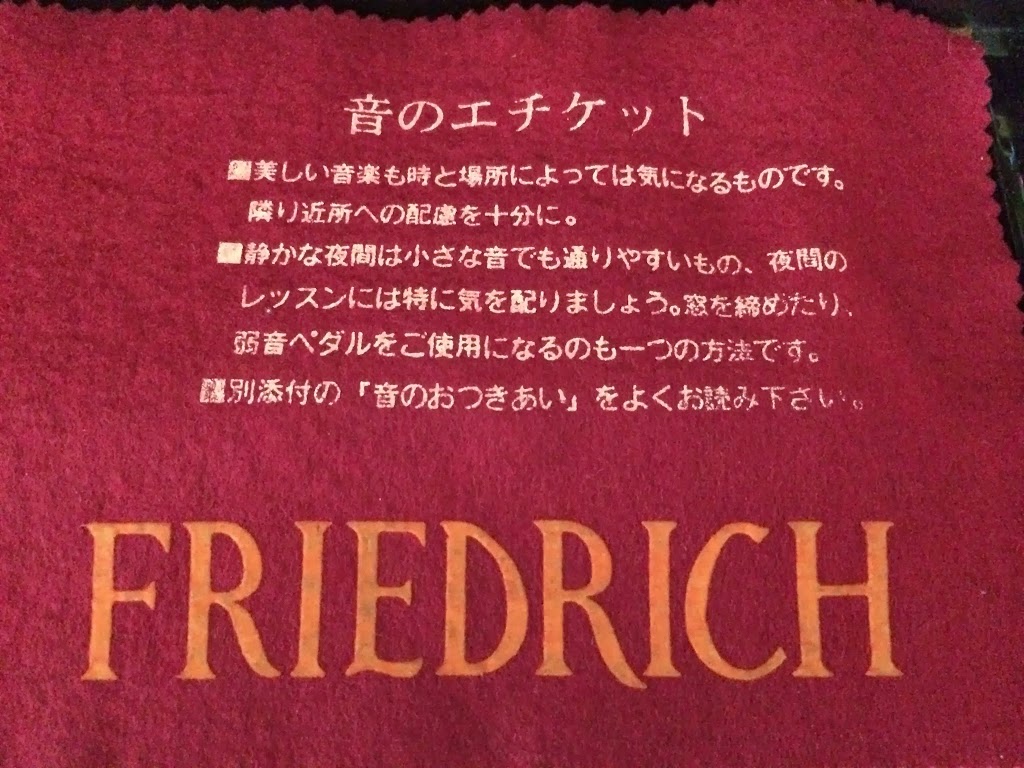 音のエチケット
■美しい音楽も時と場所によっては気になるものです。
隣り近所への配慮を十分に。
■静かな夜間は小さな音でも通りやすいもの、夜間の
レッスンには特に気を配りましょう。窓を締めたり、
弱音ペダルをご使用になるのも一つの方法です。
■別添付の「音のおつきあい」をよくお読み下さい。
FRIEDRICH